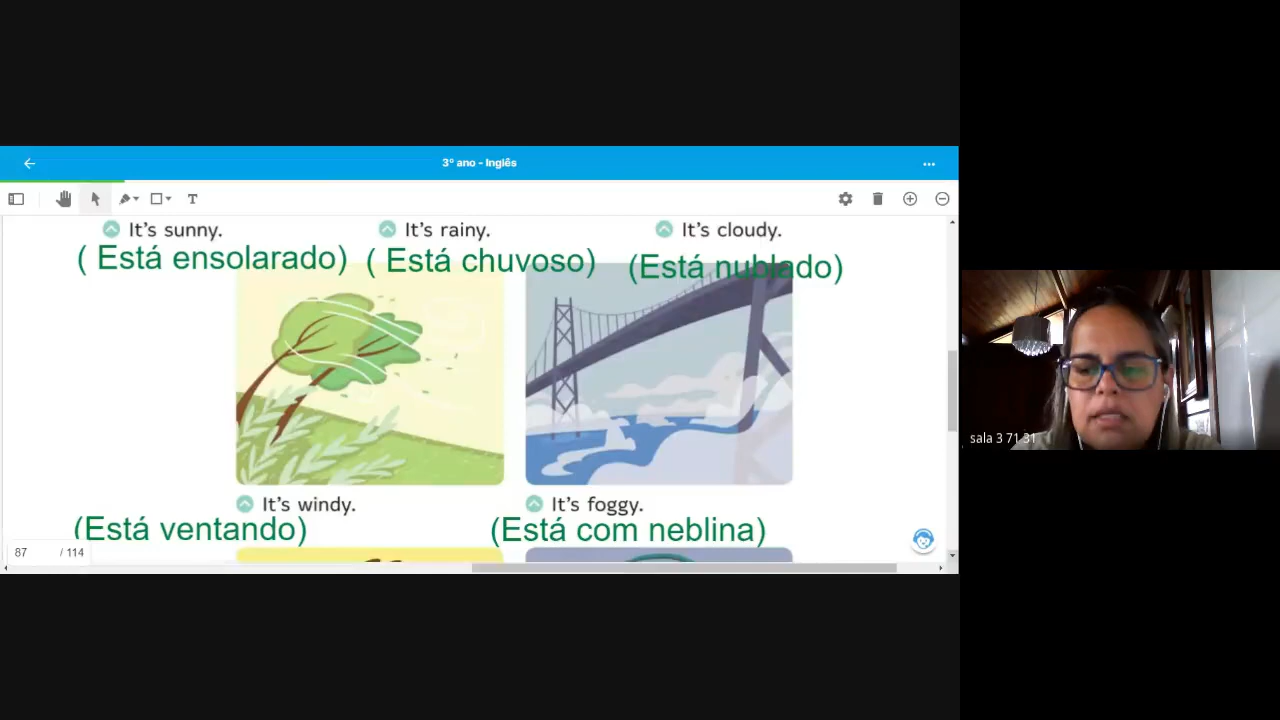 3º ano - Inglês
It's sunny. It's rainy. It's cloudy.
( Está ensolarado) ( Está chuvoso) (Está nublado)
It's windy. It's foggy.
(Está ventando) (Está com neblina)
87 / 114
sala 3 71 31